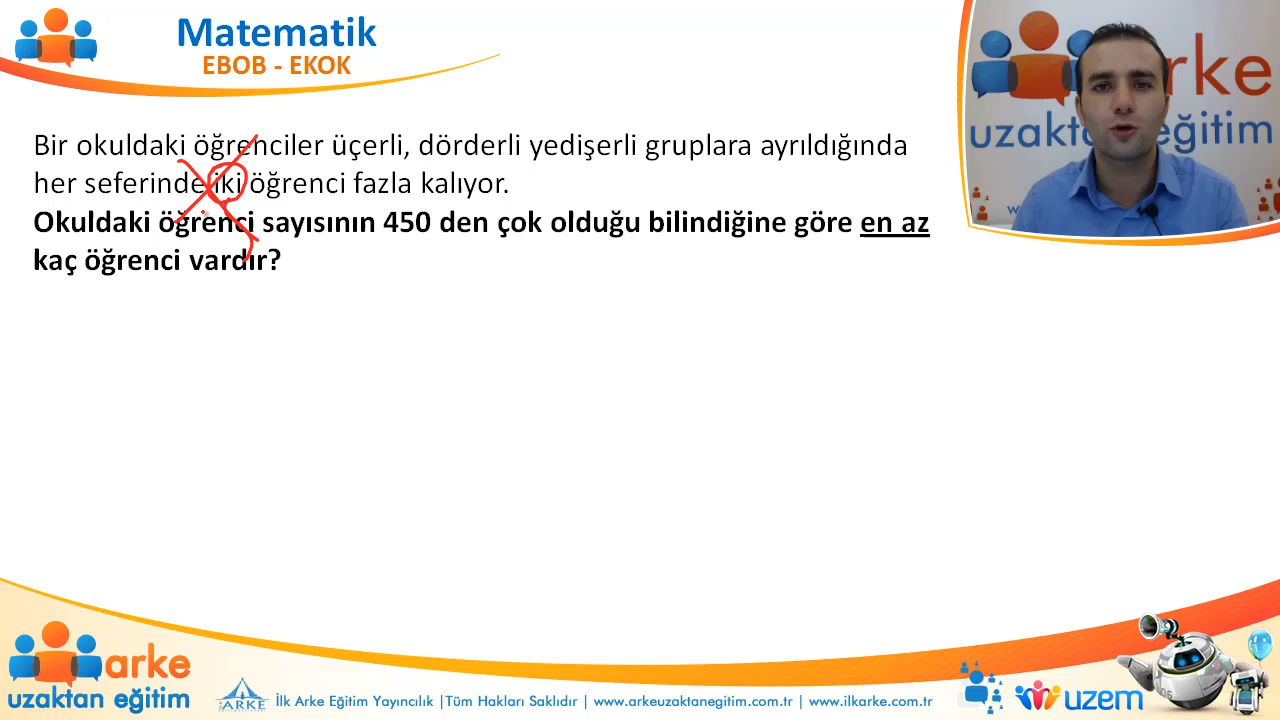 Matematik
EBOB - EKOK
arke
uzaktan eğitim
Bir okuldaki öğrenciler üçerli, dörderli yedişerli gruplara ayrıldığında
her seferinde iki öğrenci fazla kalıyor.
Okuldaki öğrenci sayısının 450 den çok olduğu bilindiğine göre en az
kaç öğrenci vardır?
arke
uzaktan eğitim
ARKE
İlk Arke Eğitim Yayıncılık |Tüm Hakları Saklıdır | www.arkeuzaktanegitim.com.tr | www.ilkarke.com.tr
uzem